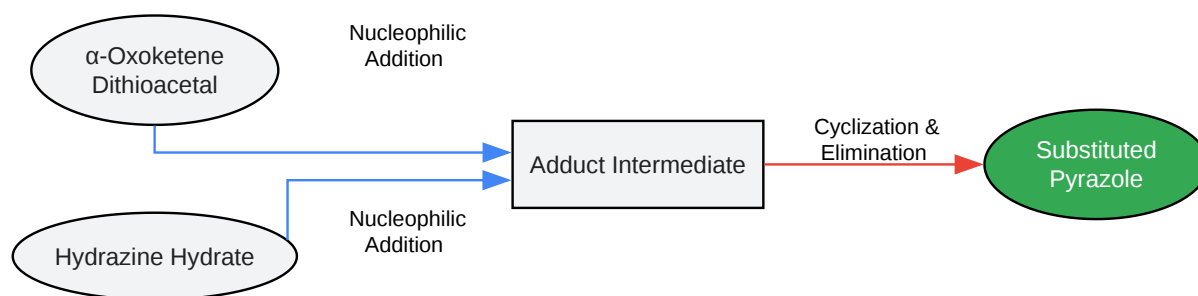 α-Oxoketene
Dithioacetal
Nucleophilic
Addition
Hydrazine Hydrate
Nucleophilic
Addition
Adduct Intermediate
Cyclization &
Elimination
Substituted
Pyrazole